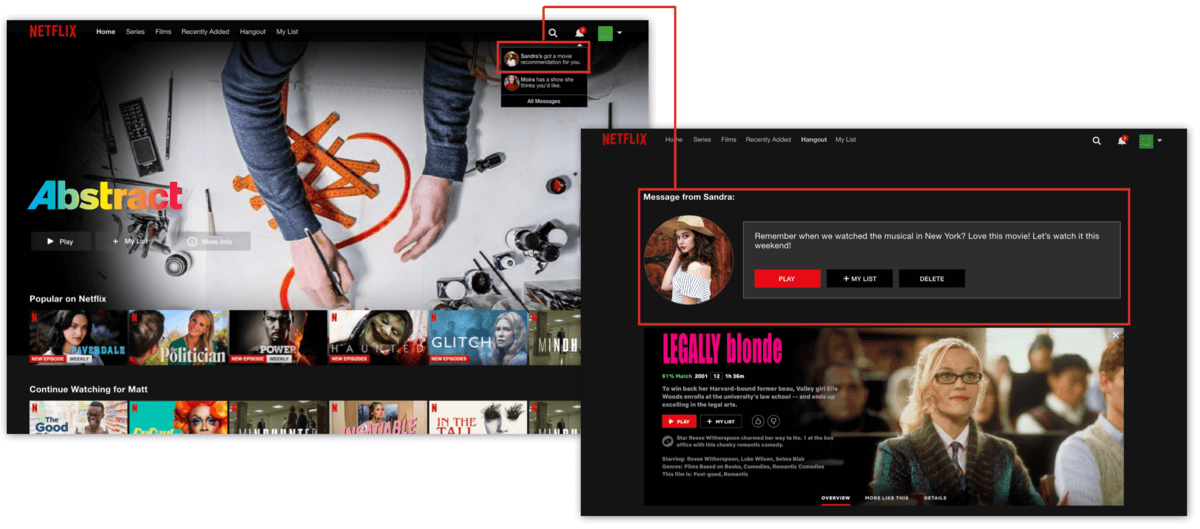 NETFLIX Home Series Films Recently Added Hangout My List
2
Sandra's got a movie
recommendation for you.
Moira has a show she
thinks you'd like.
All Messages
Abstract
Play + My List More Info
Popular on Netflix
N RIVERDALE NEW EPISODE WEEKLY
the Politician
N POWER NEW EPISODE WEEKLY
N HAUNTED NEW EPISODES
N GLITCH NEW EPISODES
N MINDH
Continue Watching for Matt
N The
Good
N
MINDHUNTER
N INSATIABLE
N IN THE
TALL
N MINDH
NETFLIX Home Series Films Recently Added Hangout My List
2
Message from Sandra:
Remember when we watched the musical in New York? Love this movie! Let's watch it this
weekend!
PLAY + MY LIST DELETE
LEGALLY blonde
61% Match 2001 12 1h 36m
To win back her Harvard-bound former beau, Valley girl Elle
Woods enrolls at the university's law school -- and ends up
excelling in the legal arts.
PLAY + MY LIST
Star Reese Witherspoon charmed her way to No. 1 at the box
office with this cheeky romantic comedy.
Starring: Reese Witherspoon, Luke Wilson, Selma Blair
Genres: Films Based on Books, Comedies, Romantic Comedies
This film is: Feel-good, Romantic
OVERVIEW MORE LIKE THIS DETAILS